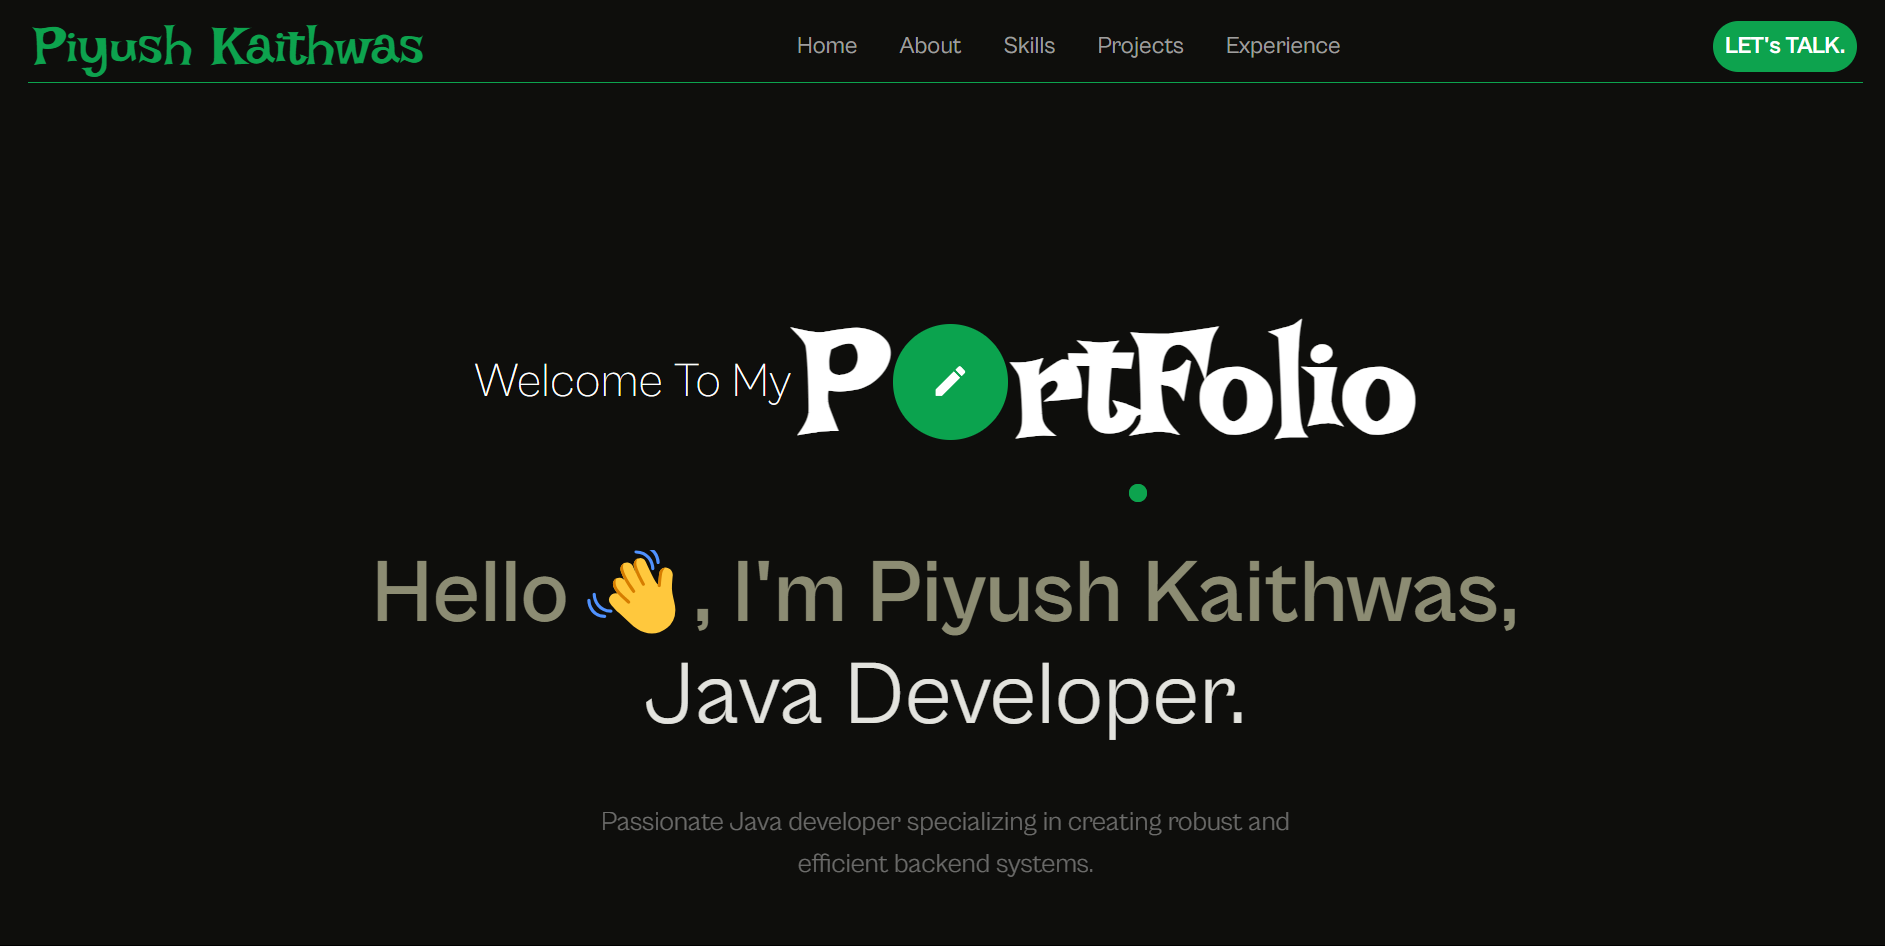 Piyush Kaithwas
Home About Skills Projects Experience
LET's TALK.
Welcome To My P rtFolio
Hello 👋 , I'm Piyush Kaithwas,
Java Developer.
Passionate Java developer specializing in creating robust and
efficient backend systems.